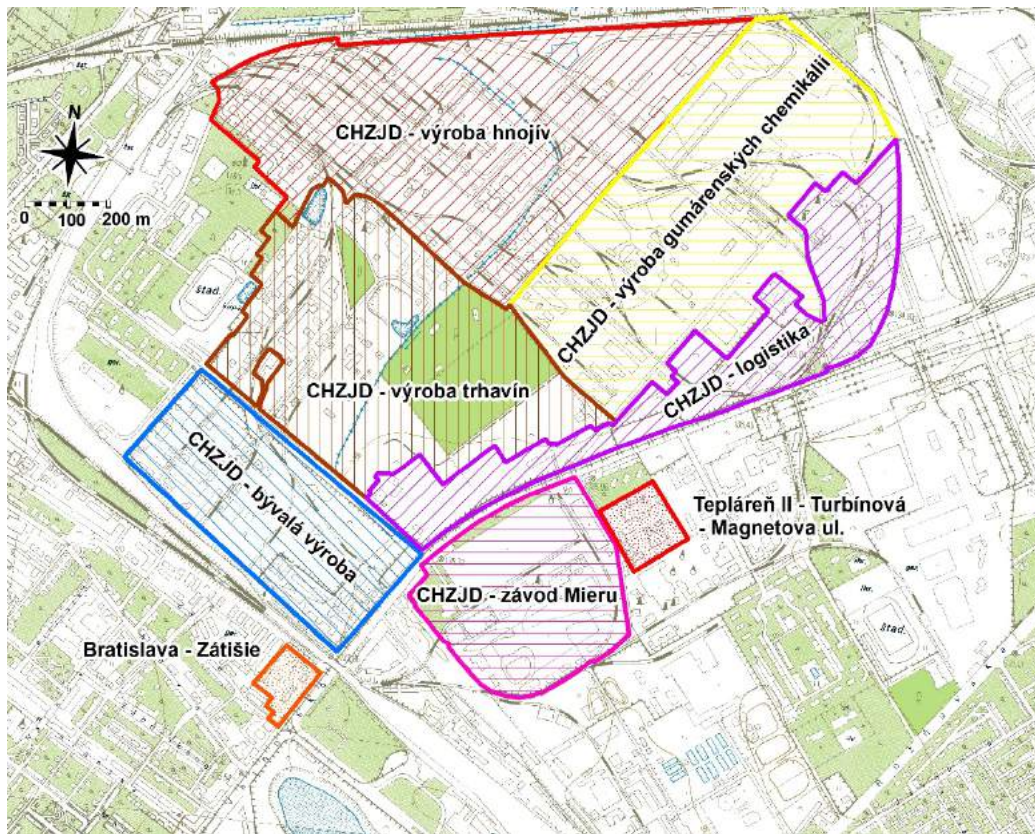 CHZJD - výroba hnojív
CHZJD - výroba gumárenských chemikálií
N
0 100 200 m
štad.
CHZJD - logistika
CHZJD - výroba trhavín
CHZJD - bývalá výroba
Tepláreň II - Turbínová
- Magnetova ul.
CHZJD - závod Mieru
štad.
Bratislava - Zátišie